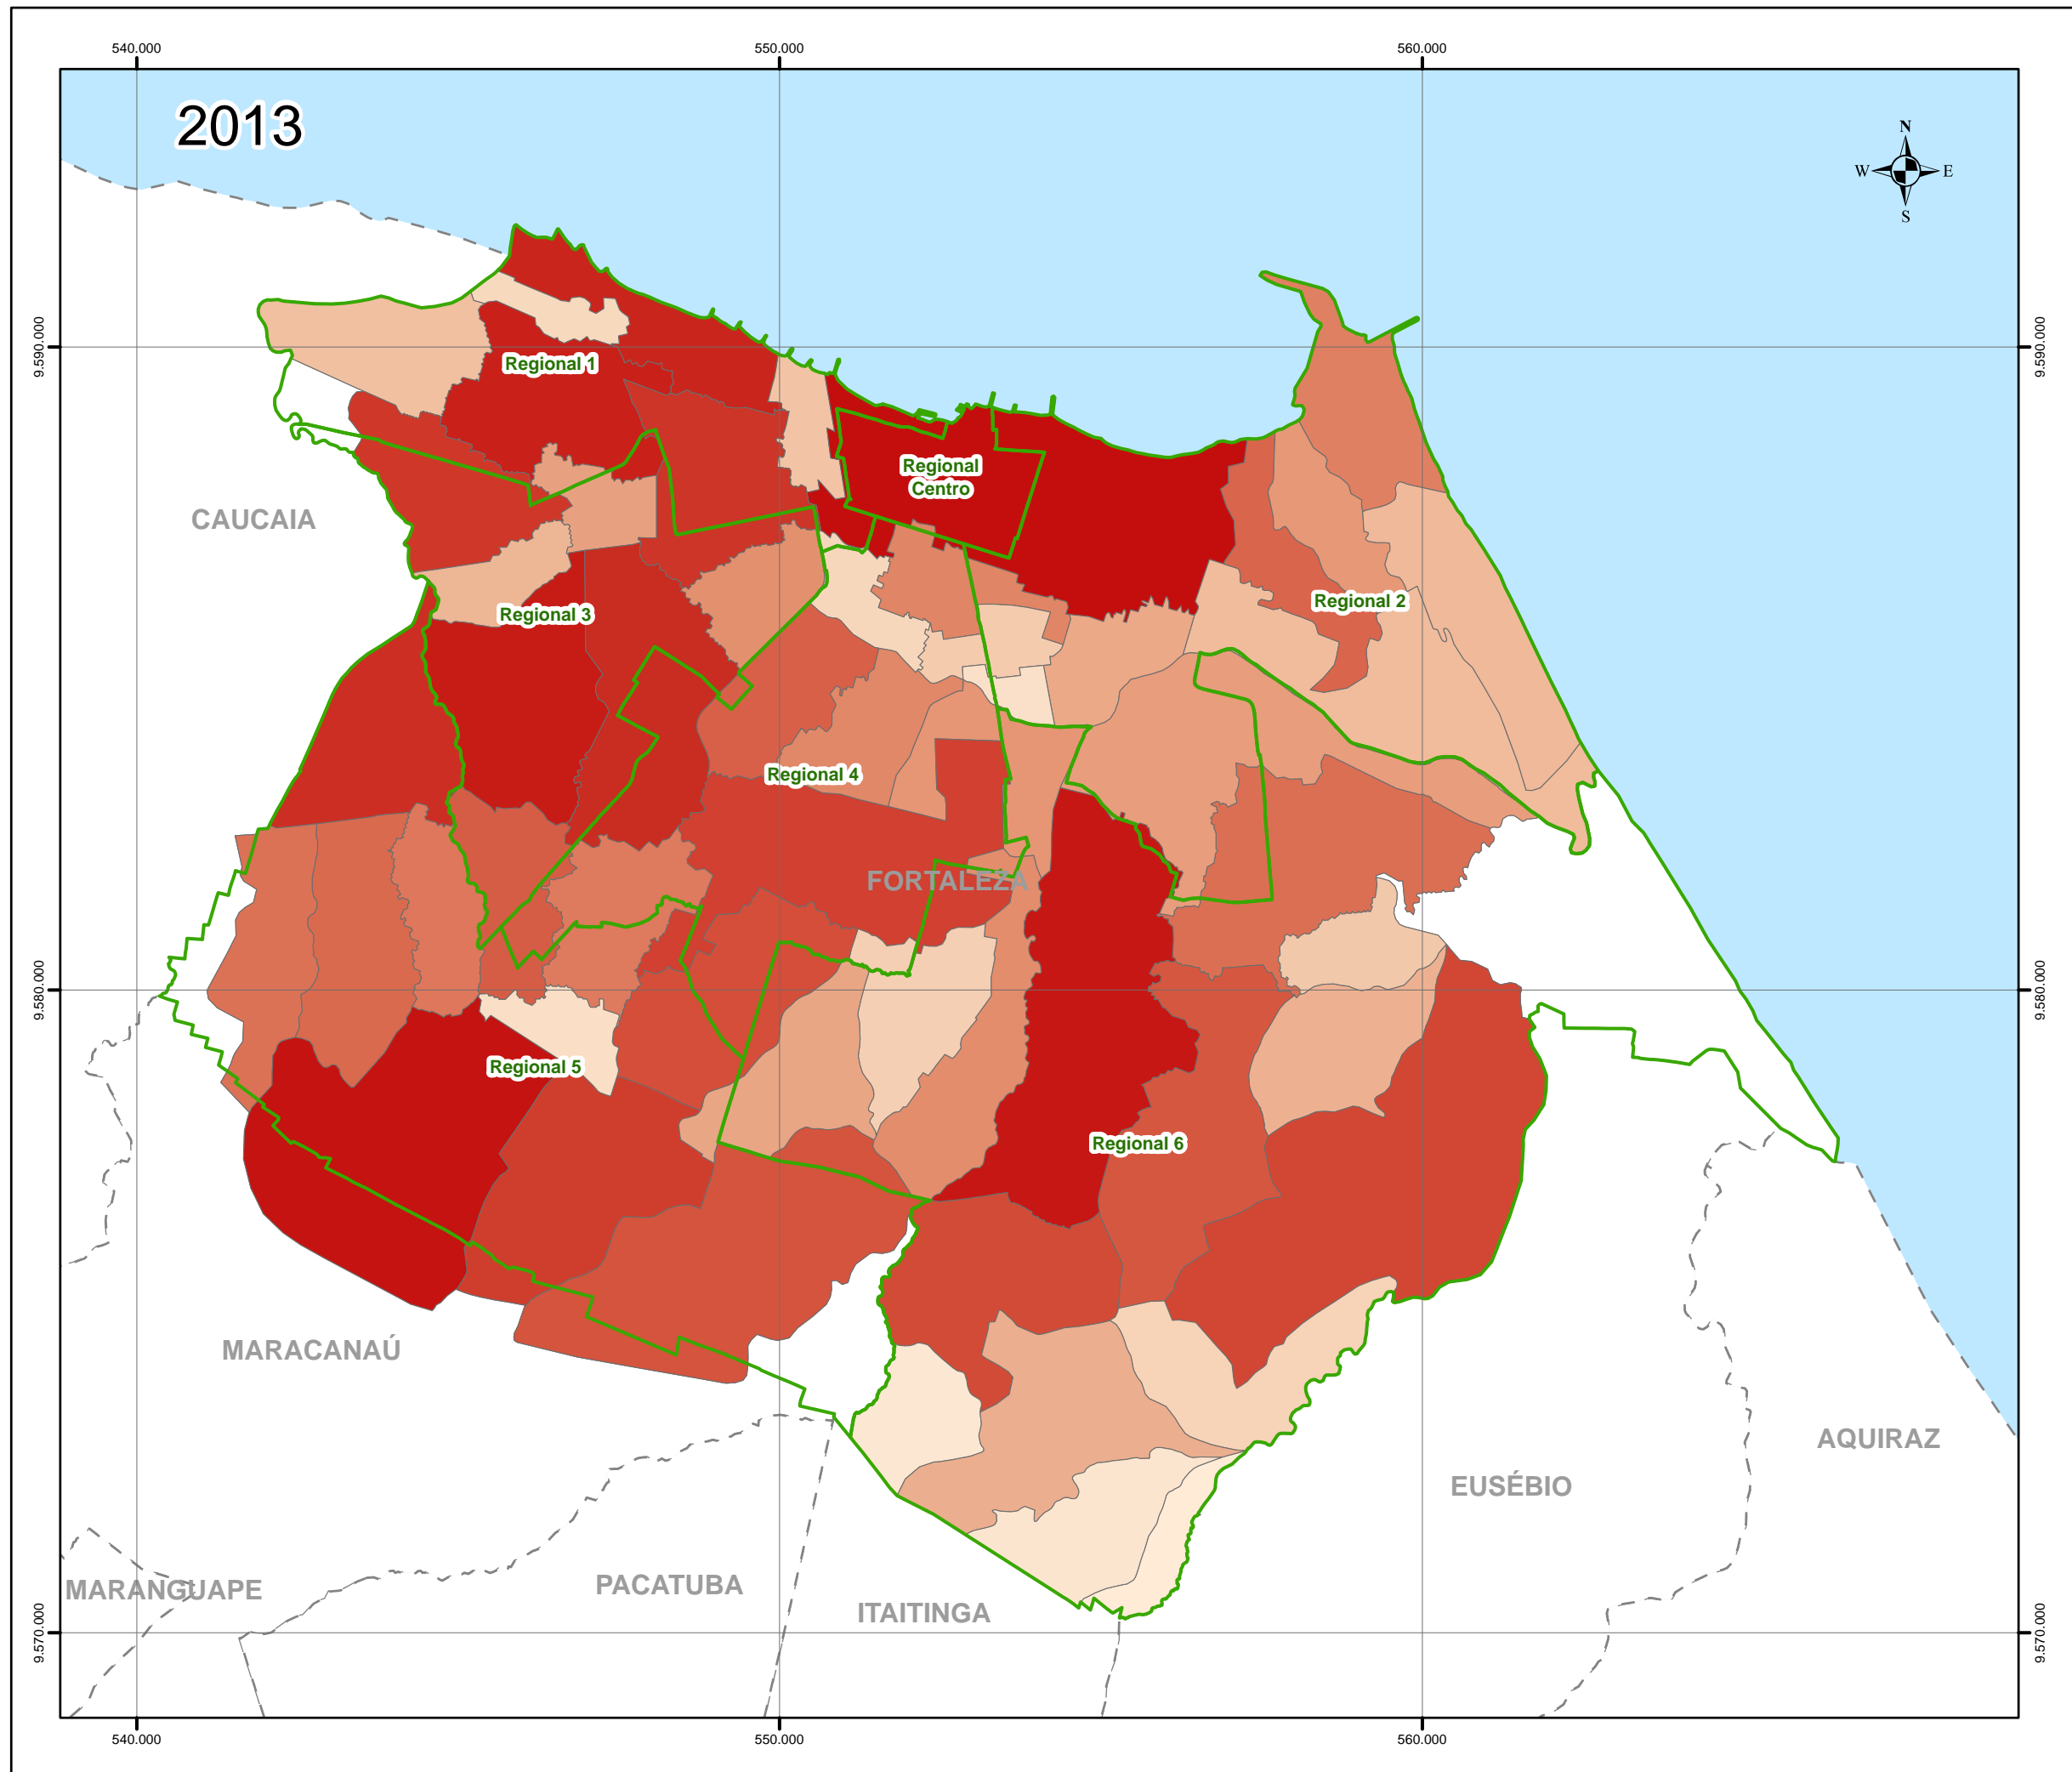 540.000
550.000
560.000
2013
N
W
E
S
9.590.000
9.590.000
Regional 1
Regional
Centro
CAUCAIA
Regional 2
Regional 3
Regional 4
FORTALEZA
9.580.000
9.580.000
Regional 5
Regional 6
MARACANAÚ
AQUIRAZ
EUSÉBIO
MARANGUAPE
PACATUBA
ITAITINGA
9.570.000
9.570.000
540.000
550.000
560.000